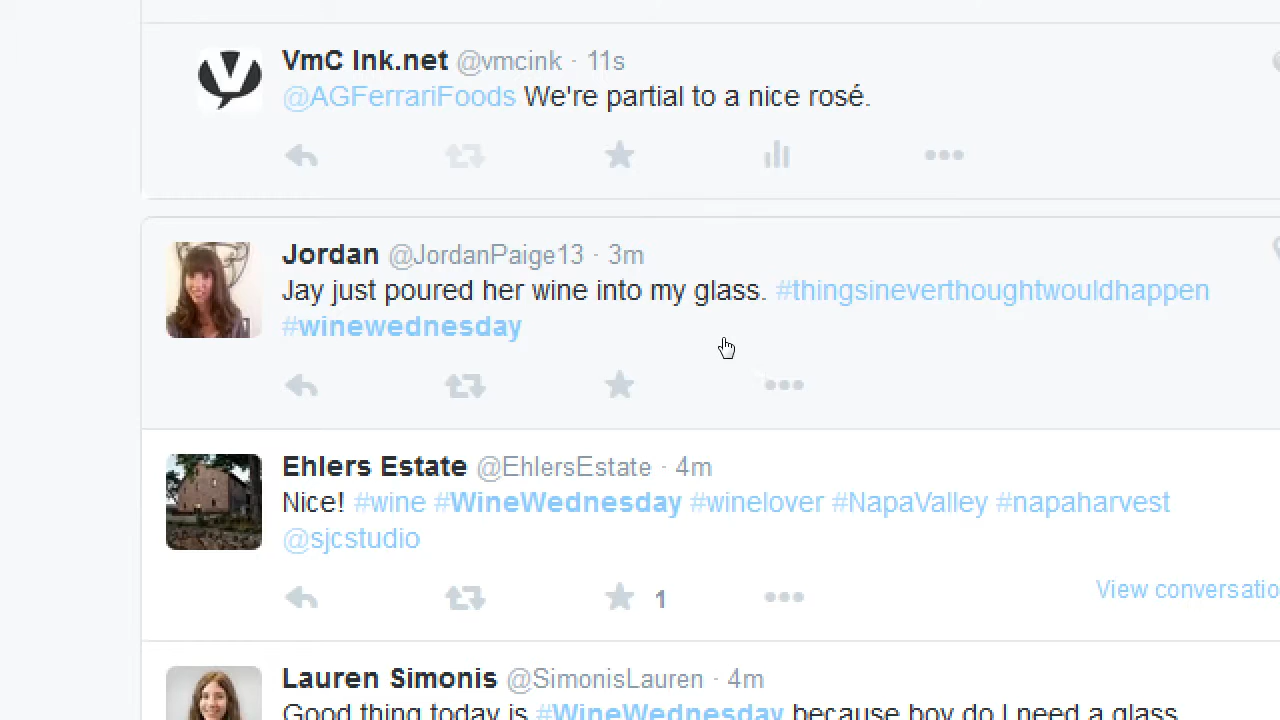 VmC Ink.net @vmcink · 11s
@AGFerrariFoods We're partial to a nice rosé.
Jordan @JordanPaige13 · 3m
Jay just poured her wine into my glass. #thingsineverthoughtwouldhappen
#winewednesday
Ehlers Estate @EhlersEstate · 4m
Nice! #wine #WineWednesday #winelover #NapaValley #napaharvest
@sjcstudio
1
View conversatio
Lauren Simonis @SimonisLauren · 4m
Good thing today is #WineWednesday because boy do I need a glass